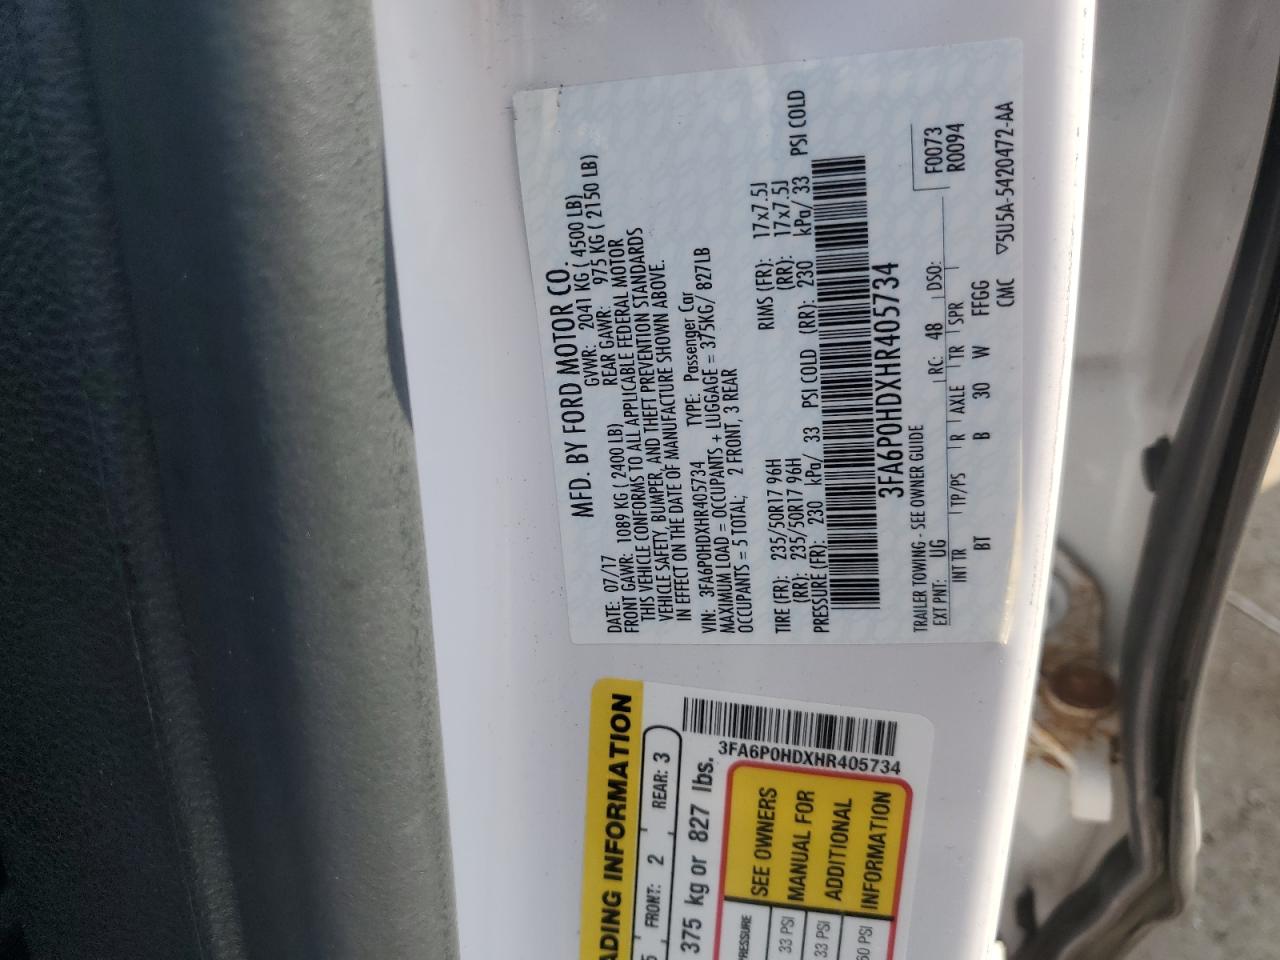 MFD. BY FORD MOTOR CO.
DATE: 07/17 GVWR: 2041 KG ( 4500 LB)
FRONT GAWR: 1089 KG ( 2400 LB) REAR GAWR: 975 KG ( 2150 LB)
THIS VEHICLE CONFORMS TO ALL APPLICABLE FEDERAL MOTOR
VEHICLE SAFETY, BUMPER, AND THEFT PREVENTION STANDARDS
IN EFFECT ON THE DATE OF MANUFACTURE SHOWN ABOVE.
VIN: 3FA6P0HDXHR405734 TYPE: Passenger Car
MAXIMUM LOAD = OCCUPANTS + LUGGAGE = 375KG/ 827LB
OCCUPANTS = 5 TOTAL; 2 FRONT, 3 REAR
TIRE (FR): 235/50R17 96H RIMS (FR): 17x7.5J
(RR): 235/50R17 96H (RR): 17x7.5J
PRESSURE (FR): 230 kPa/ 33 PSI COLD (RR): 230 kPa/ 33 PSI COLD
3FA6P0HDXHR405734
TRAILER TOWING - SEE OWNER GUIDE F0073
EXT PNT: UG RC: 48 DSO: R0094
INT TR TP/PS R AXLE TR SPR
BT B 30 W FFGG
CMC ▽5U5A-5420472-AA
ADING INFORMATION
FRONT: 2 REAR: 3
375 kg or 827 lbs.
3FA6P0HDXHR405734
RESSURE
33 PSI
33 PSI
60 PSI
SEE OWNERS
MANUAL FOR
ADDITIONAL
INFORMATION